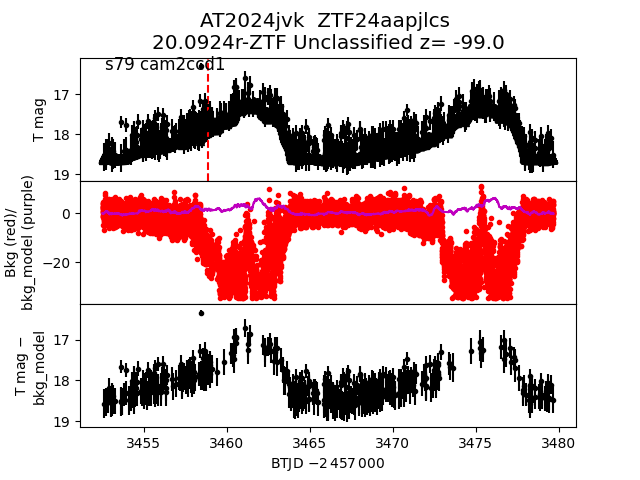 AT2024jvk  ZTF24aapjlcs
20.0924r-ZTF Unclassified z= -99.0
s79 cam2ccd1
T mag
17
18
19
Bkg (red)/
bkg_model (purple)
0
−20
T mag −
bkg_model
17
18
19
3455 3460 3465 3470 3475 3480
BTJD −2 457 000